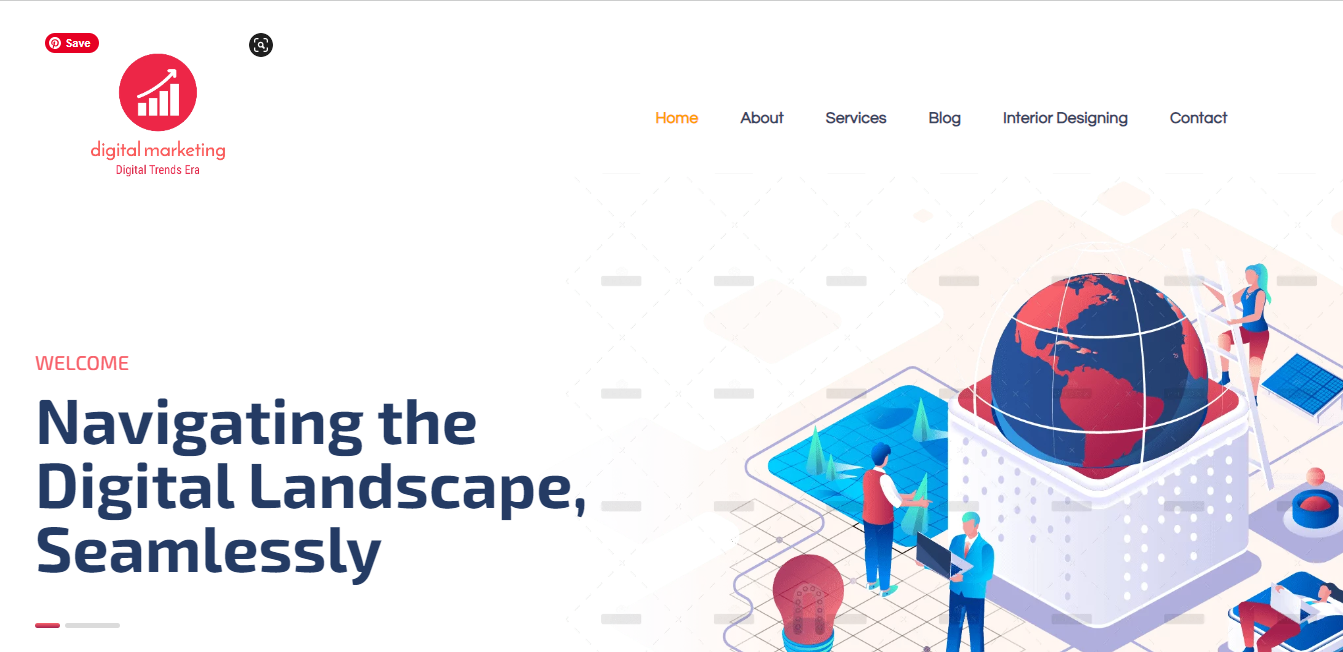 Save
digital marketing
Digital Trends Era
Home About Services Blog Interior Designing Contact
WELCOME
Navigating the
Digital Landscape,
Seamlessly